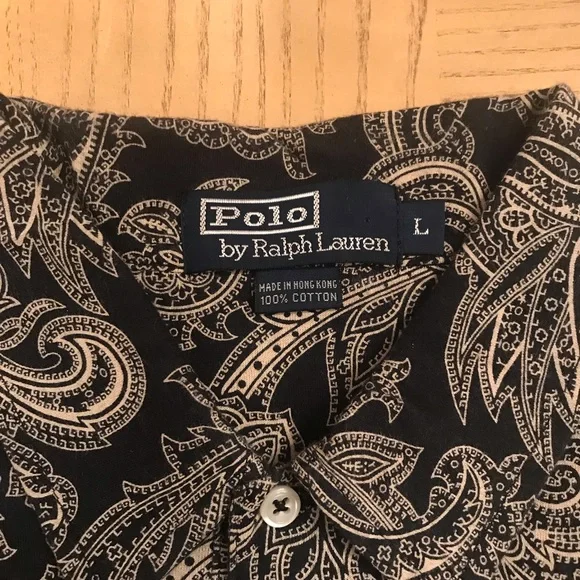 Polo
by Ralph Lauren
L
MADE IN HONG KONG
100% COTTON